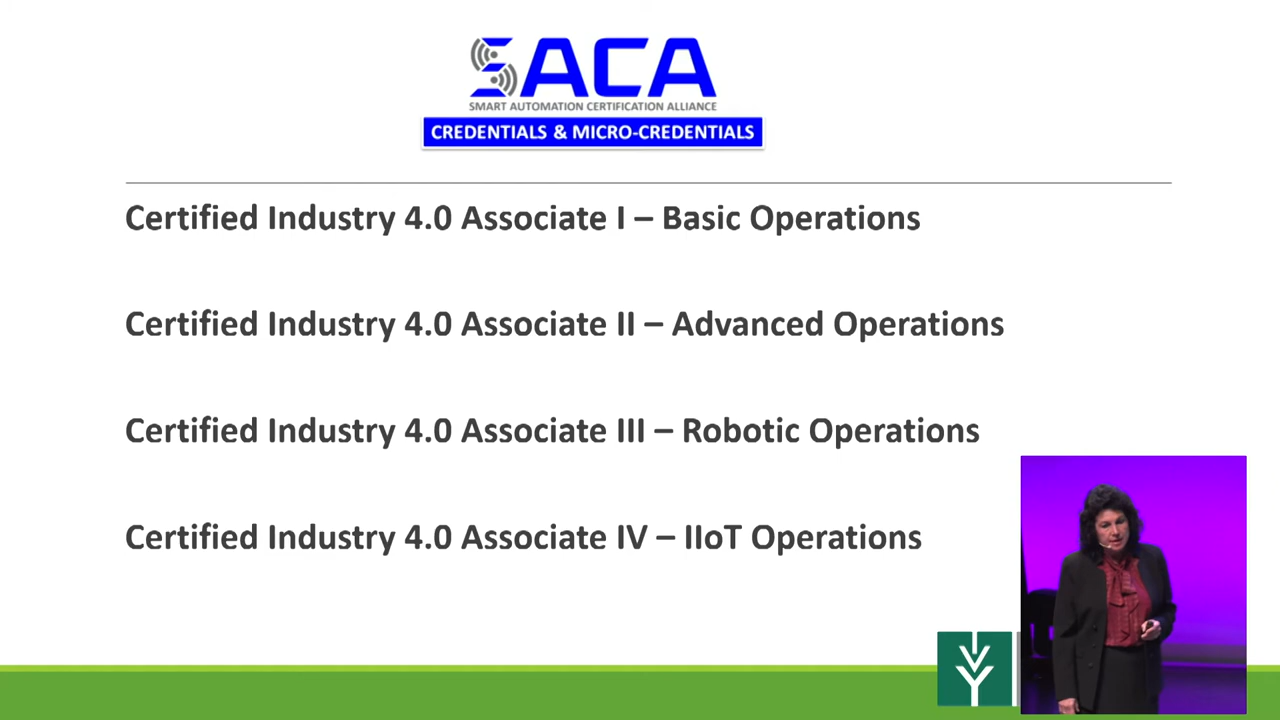 SACA
SMART AUTOMATION CERTIFICATION ALLIANCE
CREDENTIALS & MICRO-CREDENTIALS
Certified Industry 4.0 Associate I – Basic Operations
Certified Industry 4.0 Associate II – Advanced Operations
Certified Industry 4.0 Associate III – Robotic Operations
Certified Industry 4.0 Associate IV – IIoT Operations